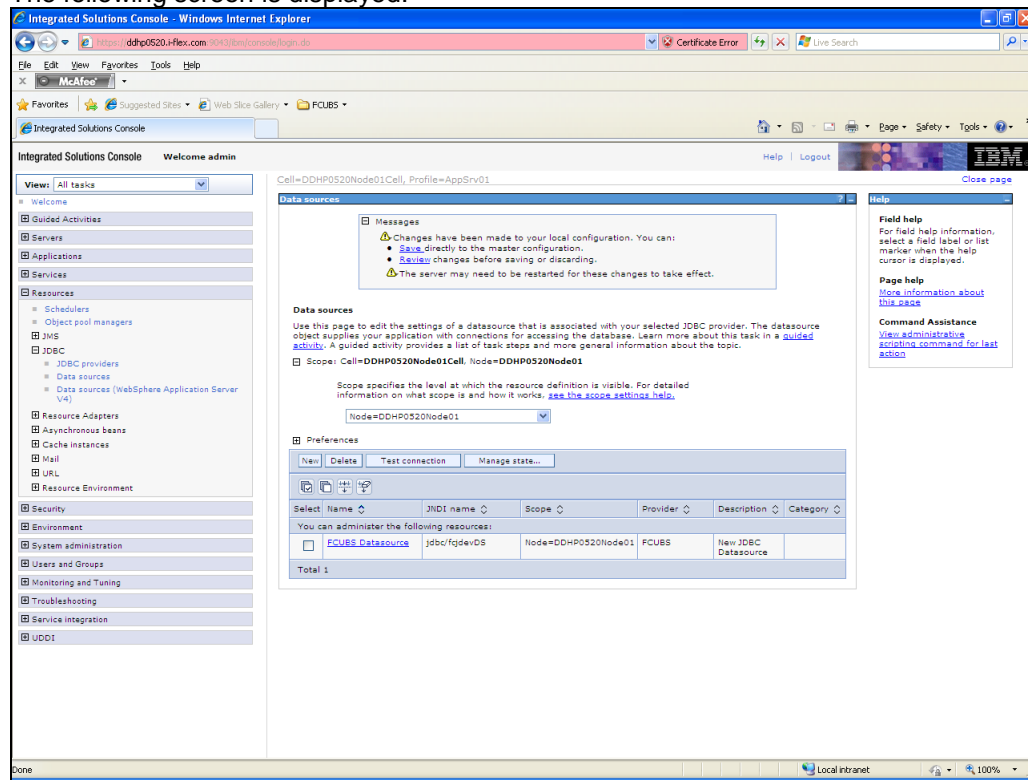 The following screen is displayed:
Integrated Solutions Console - Windows Internet Explorer
https://ddhp0520.i-flex.com:9043/ibm/console/login.do
Certificate Error
Live Search
File Edit View Favorites Tools Help
X McAfee
Favorites Suggested Sites Web Slice Gallery FCUBS
Integrated Solutions Console
Page Safety Tools
Integrated Solutions Console Welcome admin
Help | Logout
IBM.
View: All tasks
Welcome
Guided Activities
Servers
Applications
Services
Resources
Schedulers
Object pool managers
JMS
JDBC
JDBC providers
Data sources
Data sources (WebSphere Application Server
V4)
Resource Adapters
Asynchronous beans
Cache instances
Mail
URL
Resource Environment
Security
Environment
System administration
Users and Groups
Monitoring and Tuning
Troubleshooting
Service integration
UDDI
Cell=DDHP0520Node01Cell, Profile=AppSrv01
Close page
Data sources
? -
Messages
Changes have been made to your local configuration. You can:
Save directly to the master configuration.
Review changes before saving or discarding.
The server may need to be restarted for these changes to take effect.
Data sources
Use this page to edit the settings of a datasource that is associated with your selected JDBC provider. The datasource
object supplies your application with connections for accessing the database. Learn more about this task in a guided
activity. A guided activity provides a list of task steps and more general information about the topic.
Scope: Cell=DDHP0520Node01Cell, Node=DDHP0520Node01
Scope specifies the level at which the resource definition is visible. For detailed
information on what scope is and how it works, see the scope settings help.
Node=DDHP0520Node01
Preferences
New Delete Test connection Manage state...
Select Name JNDI name Scope Provider Description Category
You can administer the following resources:
FCUBS Datasource jdbc/fcjdevDS Node=DDHP0520Node01 FCUBS New JDBC
Datasource
Total 1
Help
Field help
For field help information,
select a field label or list
marker when the help
cursor is displayed.
Page help
More information about
this page
Command Assistance
View administrative
scripting command for last
action
Done
Local intranet
100%